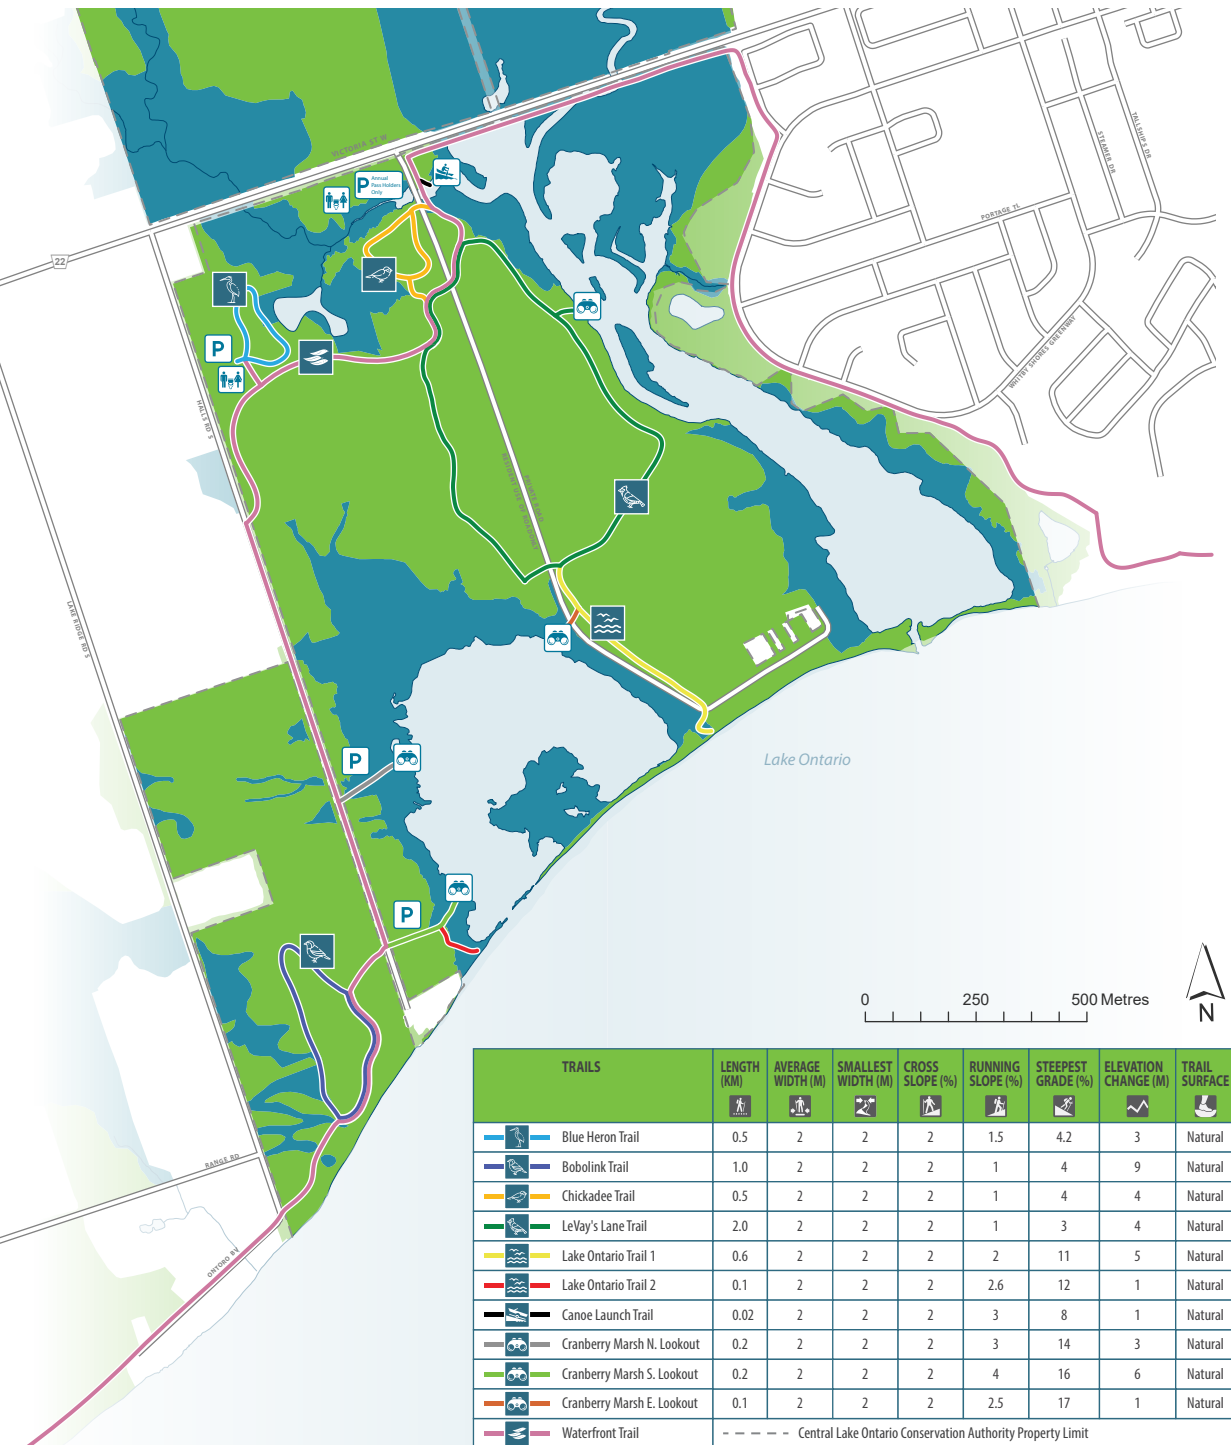 VICTORIA ST W
TALLSHIPS DR
STEAMER DR
P Annual
Pass Holders
Only
PORTAGE TL
22
P
WHITBY SHORES GREENWAY
HALLS RD S
LAKE RIDGE RD S
P
Lake Ontario
P
0 250 500 Metres
N
RANGE RD
ONTORO BV
TRAILS LENGTH (KM) AVERAGE WIDTH (M) SMALLEST WIDTH (M) CROSS SLOPE (%) RUNNING SLOPE (%) STEEPEST GRADE (%) ELEVATION CHANGE (M) TRAIL SURFACE
Blue Heron Trail 0.5 2 2 2 1.5 4.2 3 Natural
Bobolink Trail 1.0 2 2 2 1 4 9 Natural
Chickadee Trail 0.5 2 2 2 1 4 4 Natural
LeVay's Lane Trail 2.0 2 2 2 1 3 4 Natural
Lake Ontario Trail 1 0.6 2 2 2 2 11 5 Natural
Lake Ontario Trail 2 0.1 2 2 2 2.6 12 1 Natural
Canoe Launch Trail 0.02 2 2 2 3 8 1 Natural
Cranberry Marsh N. Lookout 0.2 2 2 2 3 14 3 Natural
Cranberry Marsh S. Lookout 0.2 2 2 2 4 16 6 Natural
Cranberry Marsh E. Lookout 0.1 2 2 2 2.5 17 1 Natural
Waterfront Trail Central Lake Ontario Conservation Authority Property Limit